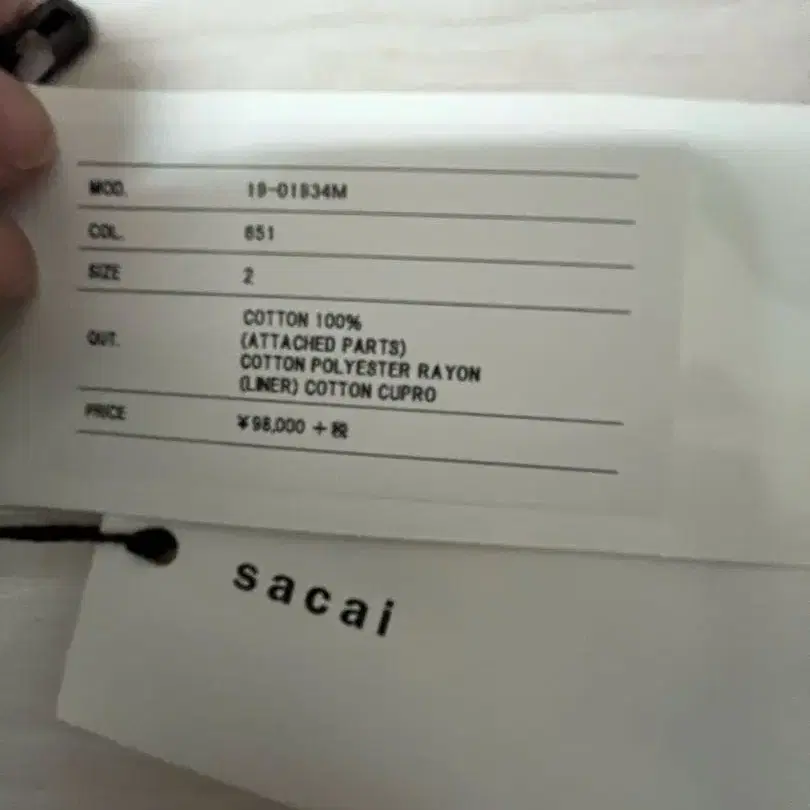 MOD. 19-01934M
COL. 651
SIZE 2
OUT. COTTON 100%
(ATTACHED PARTS)
COTTON POLYESTER RAYON
(LINER) COTTON CUPRO
PRICE ¥98,000 +税
sacai